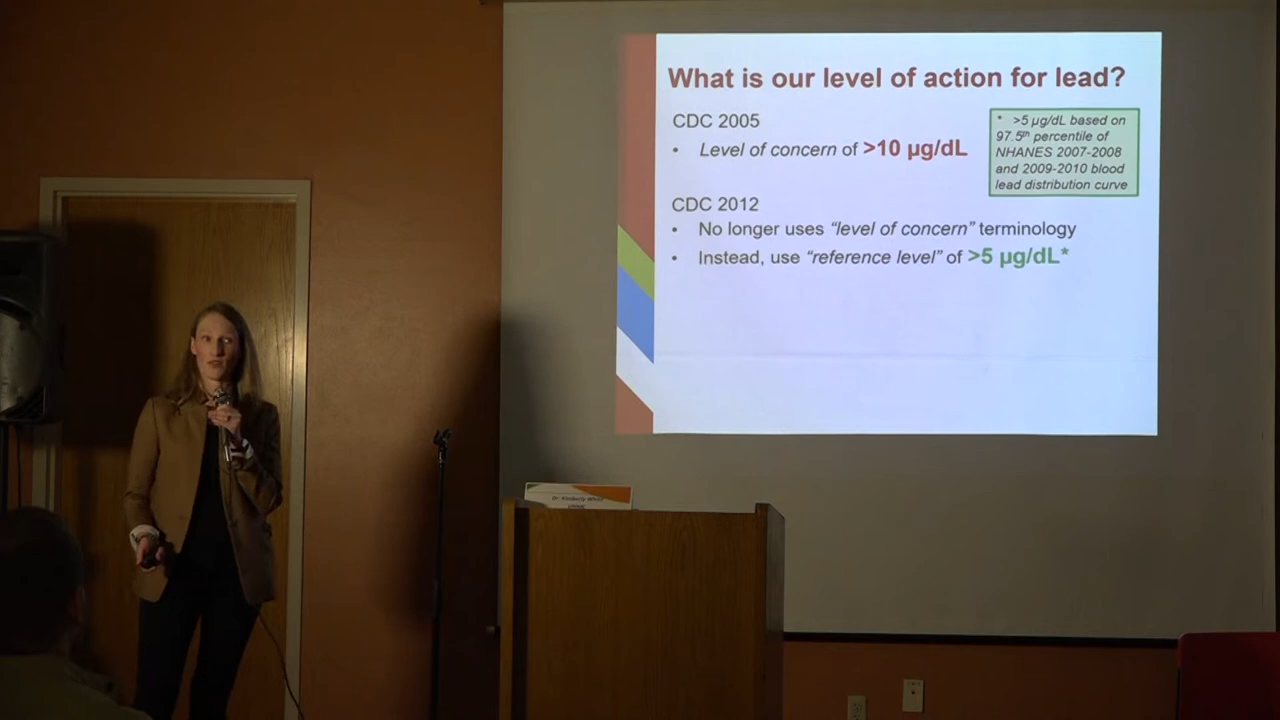 What is our level of action for lead?
CDC 2005
• Level of concern of >10 µg/dL
* >5 µg/dL based on
97.5th percentile of
NHANES 2007-2008
and 2009-2010 blood
lead distribution curve
CDC 2012
• No longer uses “level of concern” terminology
• Instead, use “reference level” of >5 µg/dL*
Dr. Kimberly